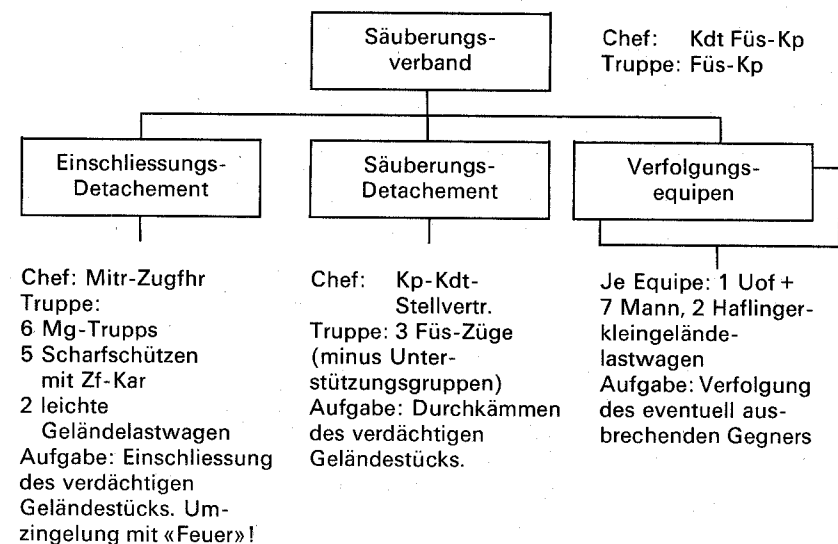 Säuberungs-
verband
Chef: Kdt Füs-Kp
Truppe: Füs-Kp
Einschliessungs-
Detachement
Säuberungs-
Detachement
Verfolgungs-
equipen
Chef: Mitr-Zugfhr
Truppe:
6 Mg-Trupps
5 Scharfschützen
mit Zf-Kar
2 leichte
Geländelastwagen
Aufgabe: Einschliessung
des verdächtigen
Geländestücks. Um-
zingelung mit «Feuer»!
Chef: Kp-Kdt-
Stellvertr.
Truppe: 3 Füs-Züge
(minus Unter-
stützungsgruppen)
Aufgabe: Durchkämmen
des verdächtigen
Geländestücks.
Je Equipe: 1 Uof +
7 Mann, 2 Haflinger-
kleingelände-
lastwagen
Aufgabe: Verfolgung
des eventuell aus-
brechenden Gegners